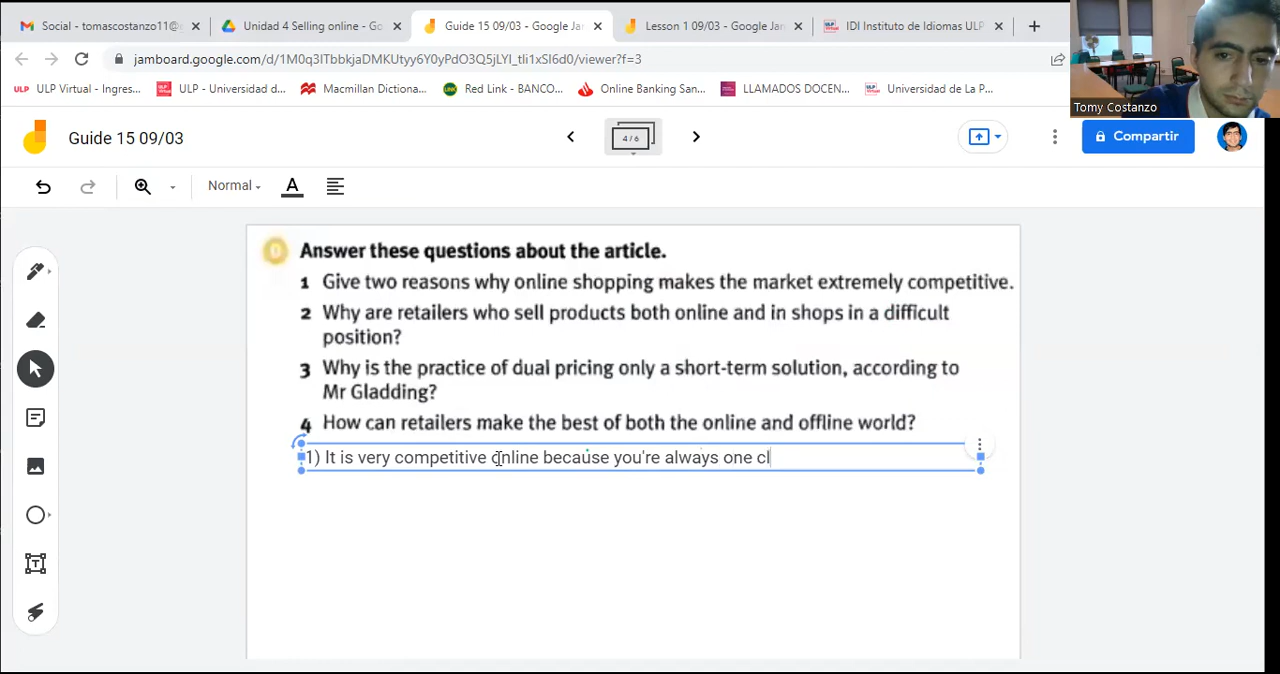 Social - tomascostanzo11@g
Unidad 4 Selling online - Go
Guide 15 09/03 - Google Jan
Lesson 1 09/03 - Google Jan
IDI Instituto de Idiomas ULP
jamboard.google.com/d/
/viewer?f=3
ULP Virtual - Ingres...
ULP - Universidad d...
Macmillan Dictiona...
Red Link - BANCO...
Online Banking San...
LLAMADOS DOCEN...
Universidad de La P...
Tomy Costanzo
Guide 15 09/03
4 / 6
Compartir
Normal
A
Answer these questions about the article.
1 Give two reasons why online shopping makes the market extremely competitive.
2 Why are retailers who sell products both online and in shops in a difficult
position?
3 Why is the practice of dual pricing only a short-term solution, according to
Mr Gladding?
4 How can retailers make the best of both the online and offline world?
1) It is very competitive online because you're always one cl